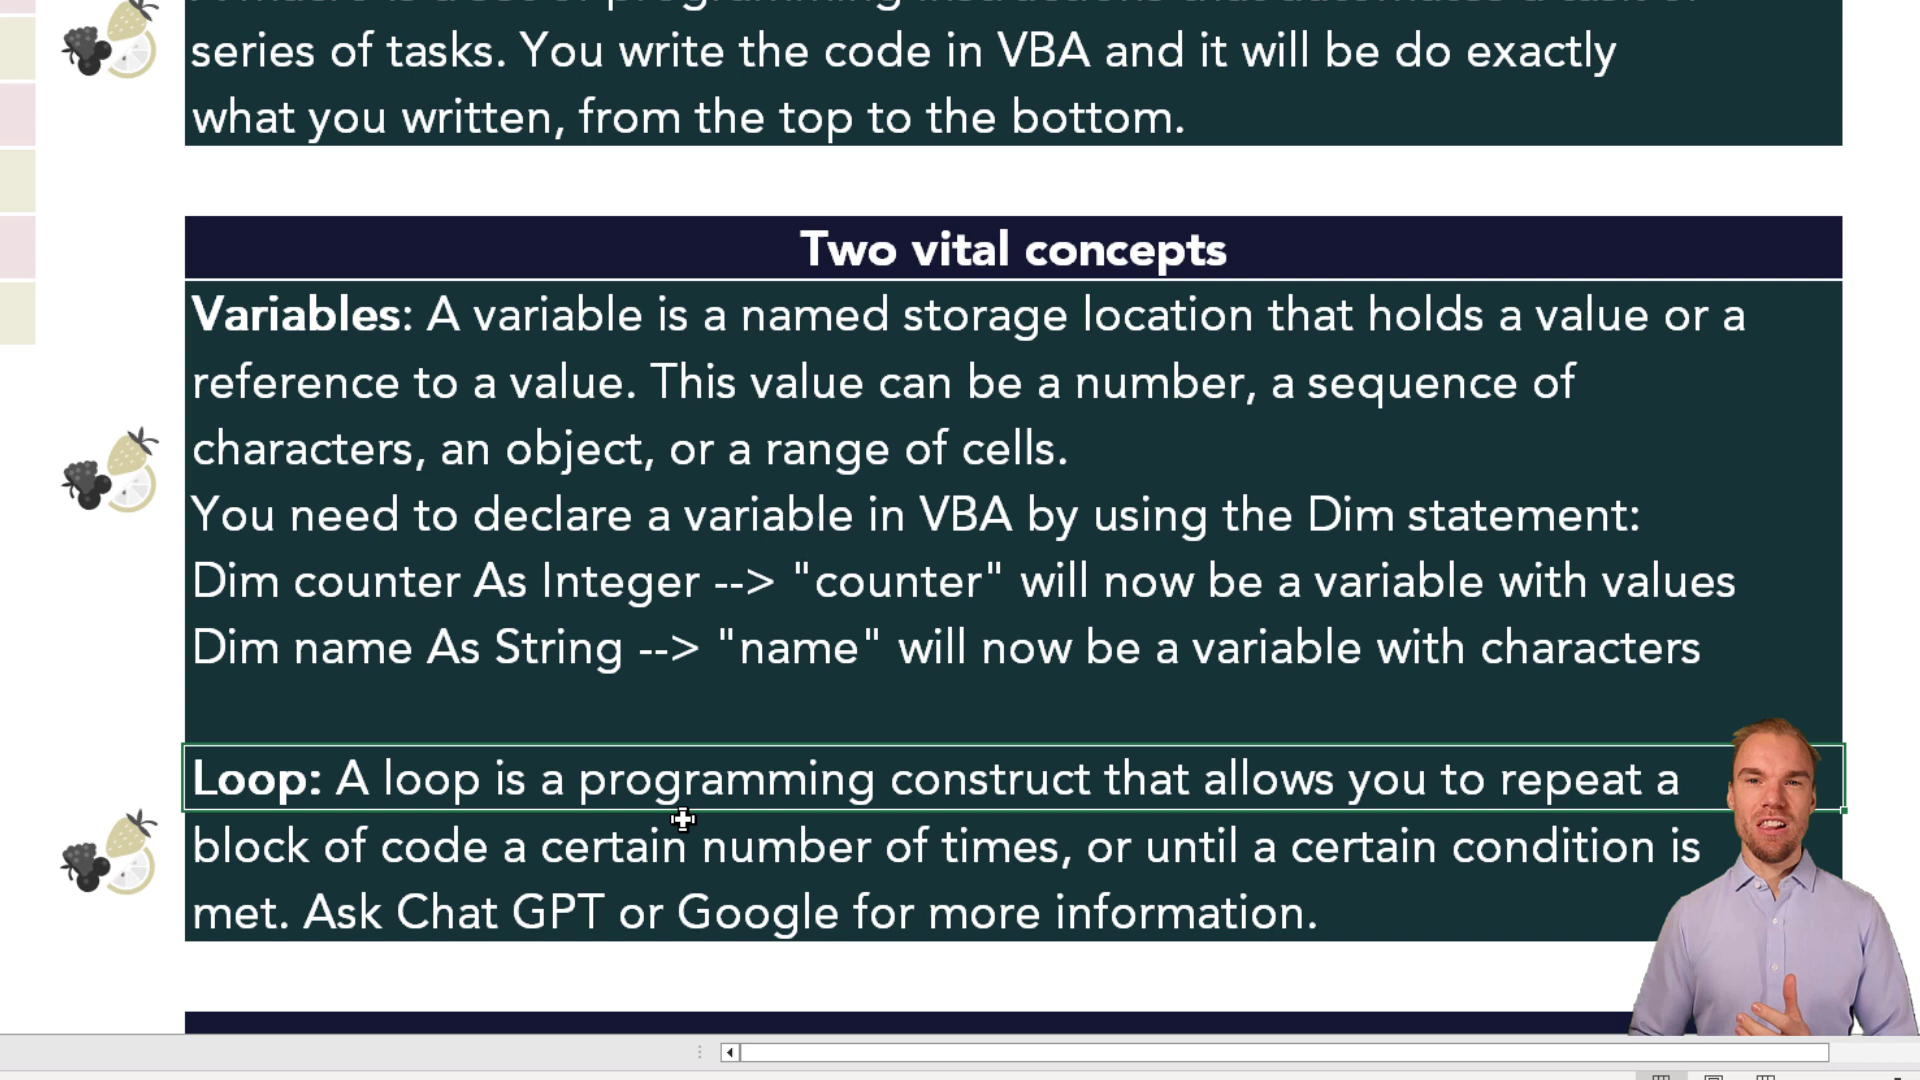 series of tasks. You write the code in VBA and it will be do exactly
what you written, from the top to the bottom.
Two vital concepts
Variables: A variable is a named storage location that holds a value or a
reference to a value. This value can be a number, a sequence of
characters, an object, or a range of cells.
You need to declare a variable in VBA by using the Dim statement:
Dim counter As Integer --> "counter" will now be a variable with values
Dim name As String --> "name" will now be a variable with characters
Loop: A loop is a programming construct that allows you to repeat a
block of code a certain number of times, or until a certain condition is
met. Ask Chat GPT or Google for more information.